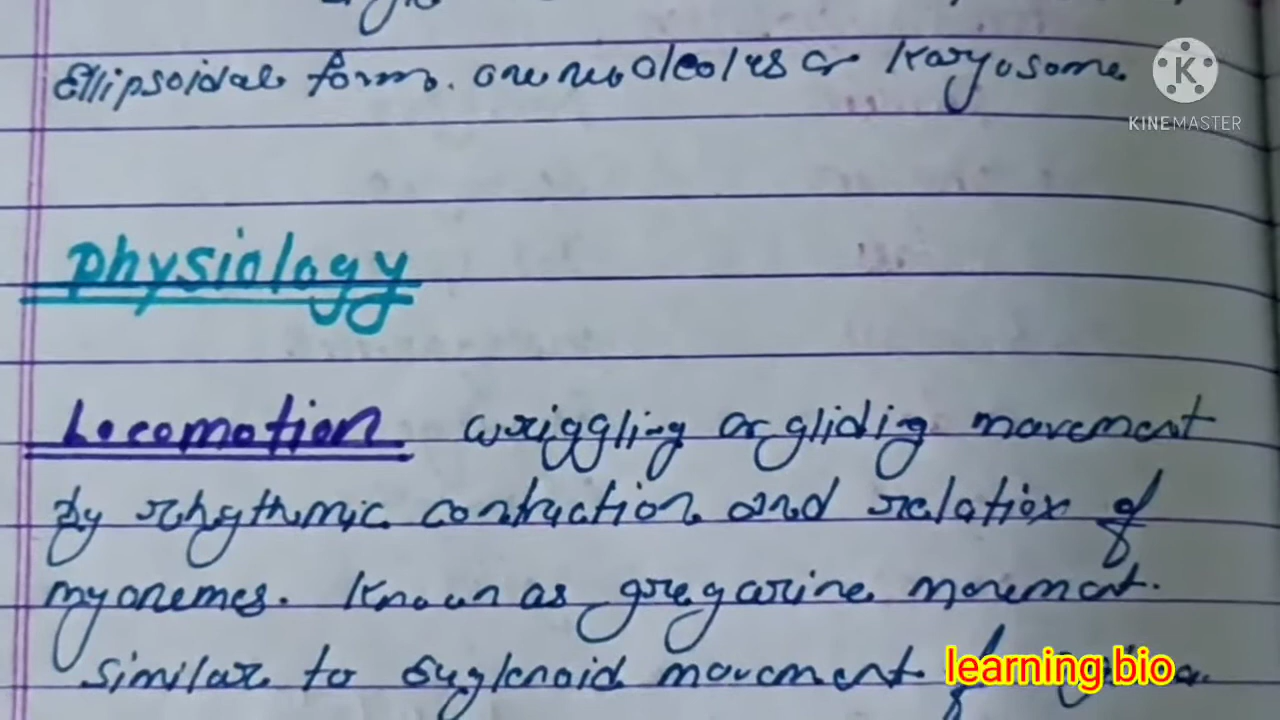 Ellipsoidal form. one nucleolus or karyosome
KINEMASTER
Physiology
Locomotion wriggling or gliding movement
by rhythmic contraction and relation of
myonemes. Known as gregarine movement.
Similar to euglenoid movement of
learning bio